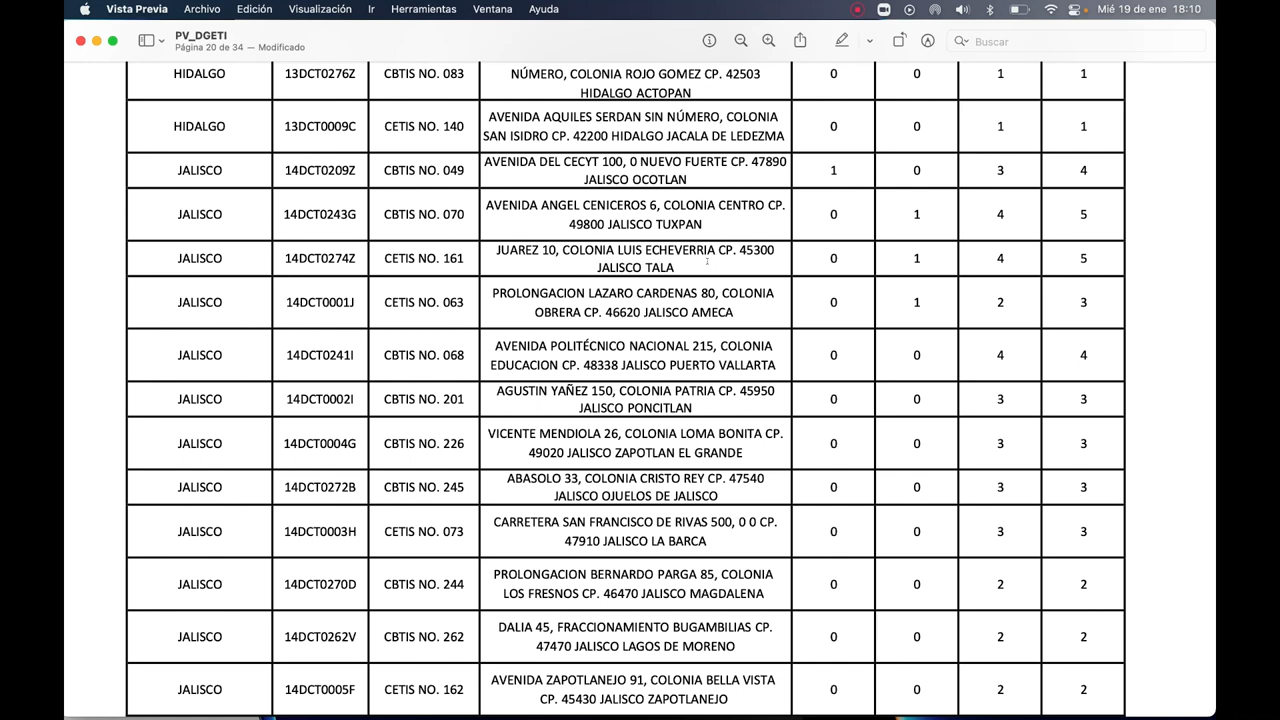 Vista Previa Archivo Edición Visualización Ir Herramientas Ventana Ayuda Mié 19 de ene 18:10
PV_DGETI
Página 20 de 34 — Modificado
Buscar
HIDALGO 13DCT0276Z CBTIS NO. 083 NÚMERO, COLONIA ROJO GOMEZ CP. 42503 0 0 1 1
HIDALGO ACTOPAN
AVENIDA AQUILES SERDAN SIN NÚMERO, COLONIA
HIDALGO 13DCT0009C CETIS NO. 140 0 0 1 1
SAN ISIDRO CP. 42200 HIDALGO JACALA DE LEDEZMA
AVENIDA DEL CECYT 100, 0 NUEVO FUERTE CP. 47890
JALISCO 14DCT0209Z CBTIS NO. 049 1 0 3 4
JALISCO OCOTLAN
AVENIDA ANGEL CENICEROS 6, COLONIA CENTRO CP.
JALISCO 14DCT0243G CBTIS NO. 070 0 1 4 5
49800 JALISCO TUXPAN
JUAREZ 10, COLONIA LUIS ECHEVERRIA CP. 45300
JALISCO 14DCT0274Z CETIS NO. 161 0 1 4 5
JALISCO TALA
PROLONGACION LAZARO CARDENAS 80, COLONIA
JALISCO 14DCT0001J CETIS NO. 063 0 1 2 3
OBRERA CP. 46620 JALISCO AMECA
AVENIDA POLITÉCNICO NACIONAL 215, COLONIA
JALISCO 14DCT0241I CBTIS NO. 068 0 0 4 4
EDUCACION CP. 48338 JALISCO PUERTO VALLARTA
AGUSTIN YAÑEZ 150, COLONIA PATRIA CP. 45950
JALISCO 14DCT0002I CBTIS NO. 201 0 0 3 3
JALISCO PONCITLAN
VICENTE MENDIOLA 26, COLONIA LOMA BONITA CP.
JALISCO 14DCT0004G CBTIS NO. 226 0 0 3 3
49020 JALISCO ZAPOTLAN EL GRANDE
ABASOLO 33, COLONIA CRISTO REY CP. 47540
JALISCO 14DCT0272B CBTIS NO. 245 0 0 3 3
JALISCO OJUELOS DE JALISCO
CARRETERA SAN FRANCISCO DE RIVAS 500, 0 0 CP.
JALISCO 14DCT0003H CETIS NO. 073 0 0 3 3
47910 JALISCO LA BARCA
PROLONGACION BERNARDO PARGA 85, COLONIA
JALISCO 14DCT0270D CBTIS NO. 244 0 0 2 2
LOS FRESNOS CP. 46470 JALISCO MAGDALENA
DALIA 45, FRACCIONAMIENTO BUGAMBILIAS CP.
JALISCO 14DCT0262V CBTIS NO. 262 0 0 2 2
47470 JALISCO LAGOS DE MORENO
AVENIDA ZAPOTLANEJO 91, COLONIA BELLA VISTA
JALISCO 14DCT0005F CETIS NO. 162 0 0 2 2
CP. 45430 JALISCO ZAPOTLANEJO